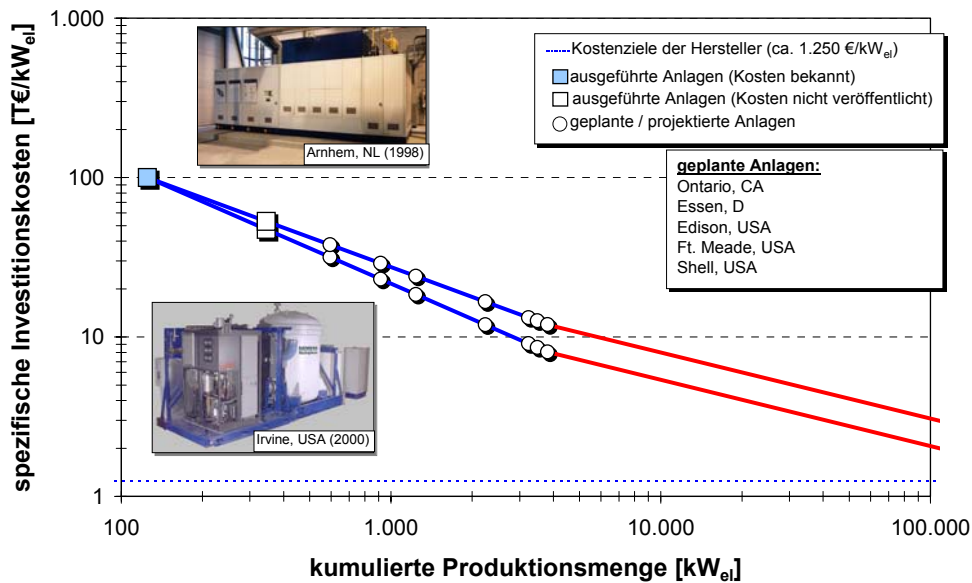 1.000
100
10
1
spezifische Investitionskosten [T€/kWel]
Arnhem, NL (1998)
Kostenziele der Hersteller (ca. 1.250 €/kWel)
ausgeführte Anlagen (Kosten bekannt)
ausgeführte Anlagen (Kosten nicht veröffentlicht)
geplante / projektierte Anlagen
geplante Anlagen:
Ontario, CA
Essen, D
Edison, USA
Ft. Meade, USA
Shell, USA
Irvine, USA (2000)
100
1.000
10.000
100.000
kumulierte Produktionsmenge [kWel]